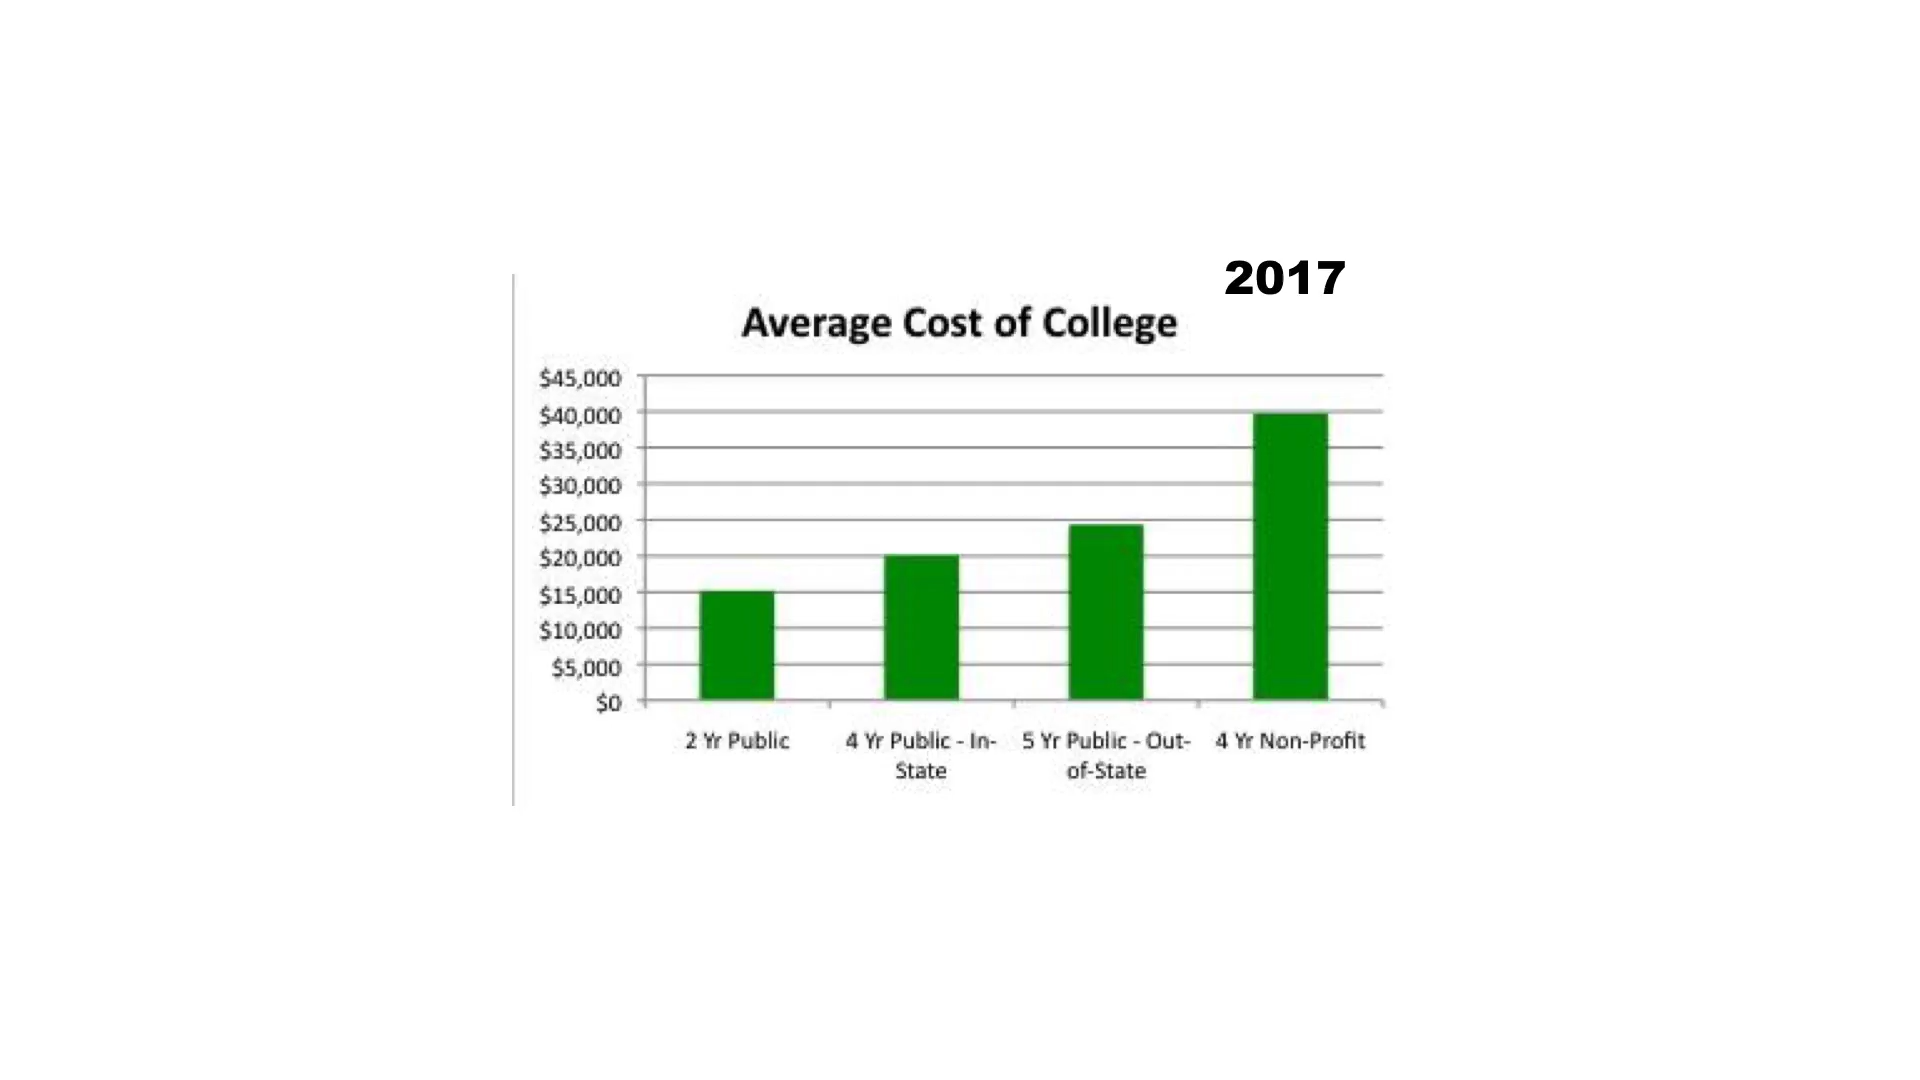 2017
Average Cost of College
$45,000
$40,000
$35,000
$30,000
$25,000
$20,000
$15,000
$10,000
$5,000
$0
2 Yr Public
4 Yr Public - In-
State
5 Yr Public - Out-
of-State
4 Yr Non-Profit